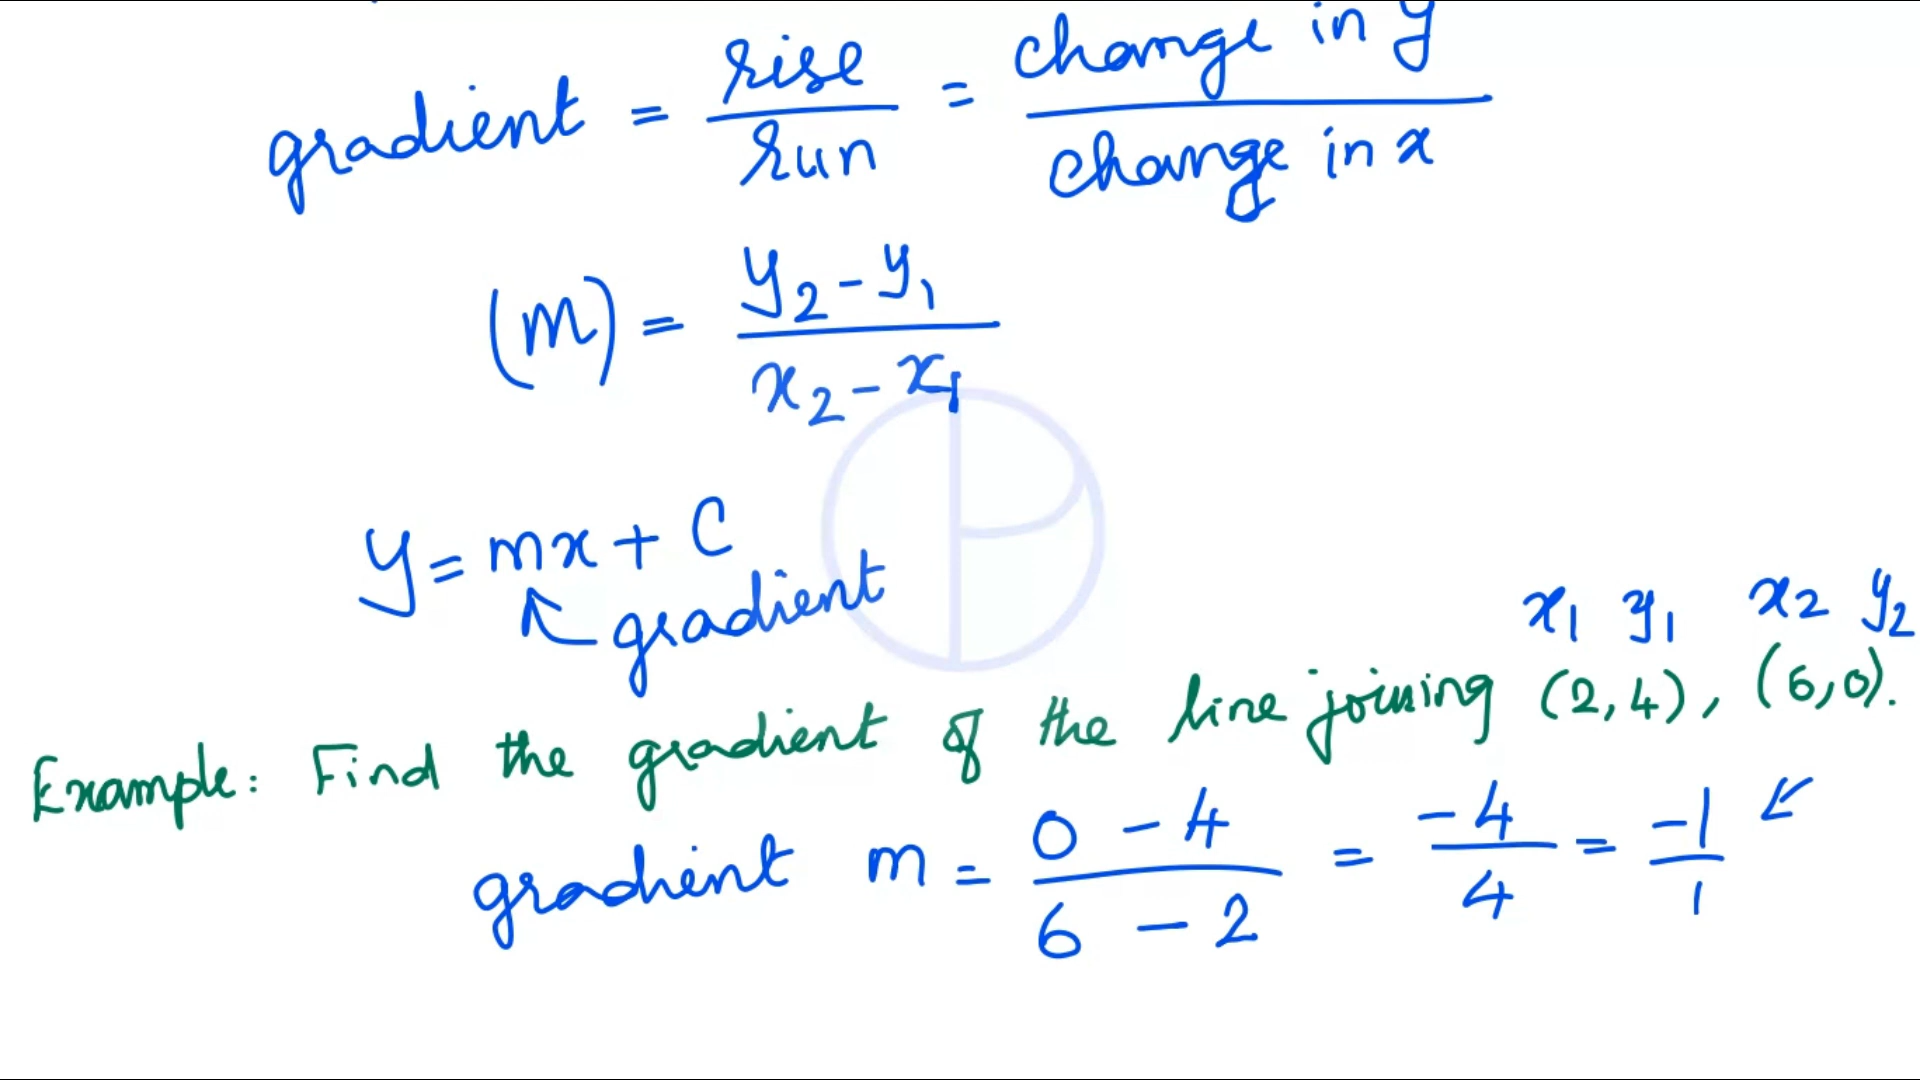 gradient = rise/run = change in y/change in x
(m) = y₂ - y₁/x₂ - x₁
y = mx + C
gradient
x₁ y₁ x₂ y₂
Example: Find the gradient of the line joining (2,4), (6,0).
gradient m = 0 - 4/6 - 2 = -4/4 = -1/1